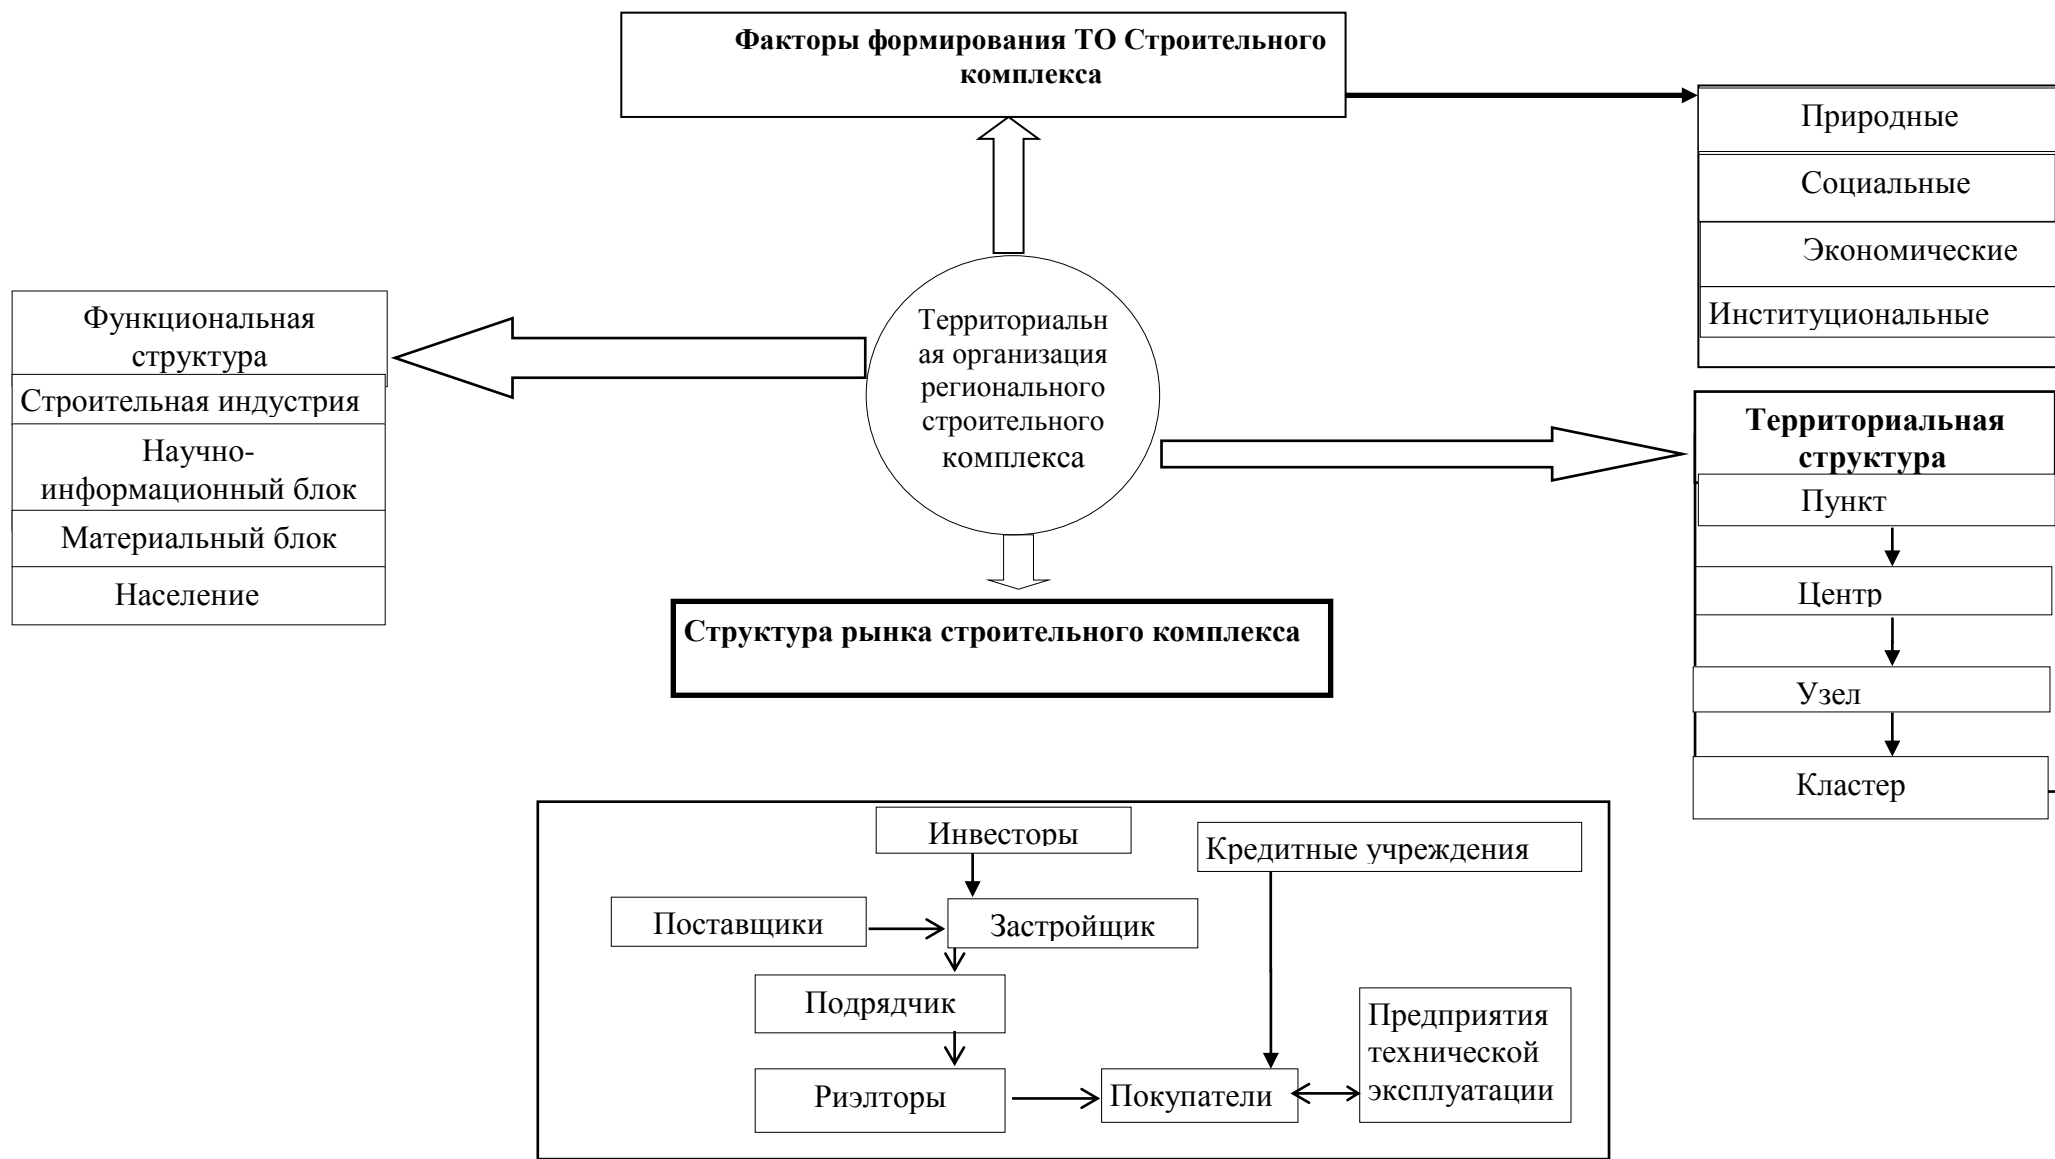 Факторы формирования ТО Строительного
комплекса
Природные
Социальные
Экономические
Институциональные
Функциональная
структура
Строительная индустрия
Научно-
информационный блок
Материальный блок
Население
Территориальн
ая организация
регионального
строительного
комплекса
Территориальная
структура
Пункт
Центр
Узел
Кластер
Структура рынка строительного комплекса
Инвесторы
Кредитные учреждения
Поставщики
Застройщик
Подрядчик
Предприятия
технической
эксплуатации
Риэлторы
Покупатели